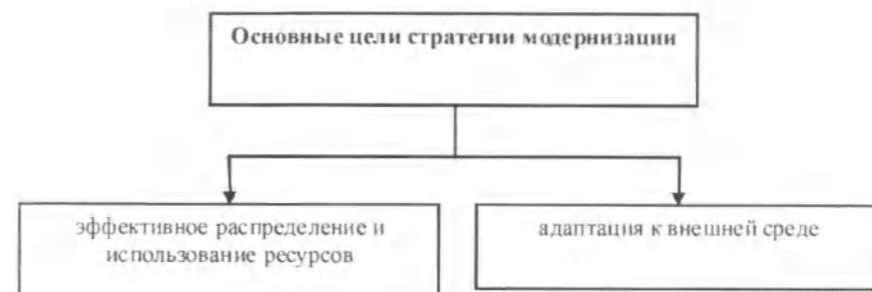 Основные цели стратегии модернизации
эффективное распределение и
использование ресурсов
адаптация к внешней среде